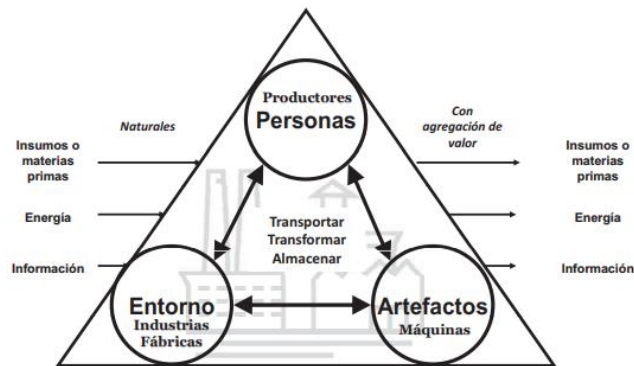 Productores
Personas
Naturales
Con
agregación de
valor
Insumos o
materias
primas
Insumos o
materias
primas
Energía
Energía
Transportar
Transformar
Almacenar
Información
Información
Entorno
Industrias
Fábricas
Artefactos
Máquinas